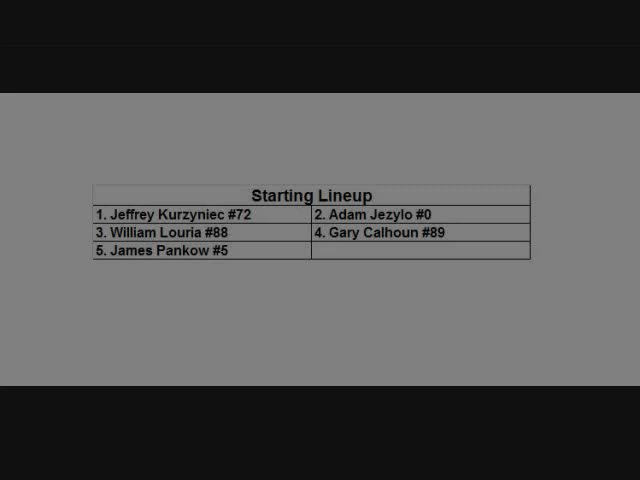 Starting Lineup
1. Jeffrey Kurzyniec #72
2. Adam Jezylo #0
3. William Louria #88
4. Gary Calhoun #89
5. James Pankow #5